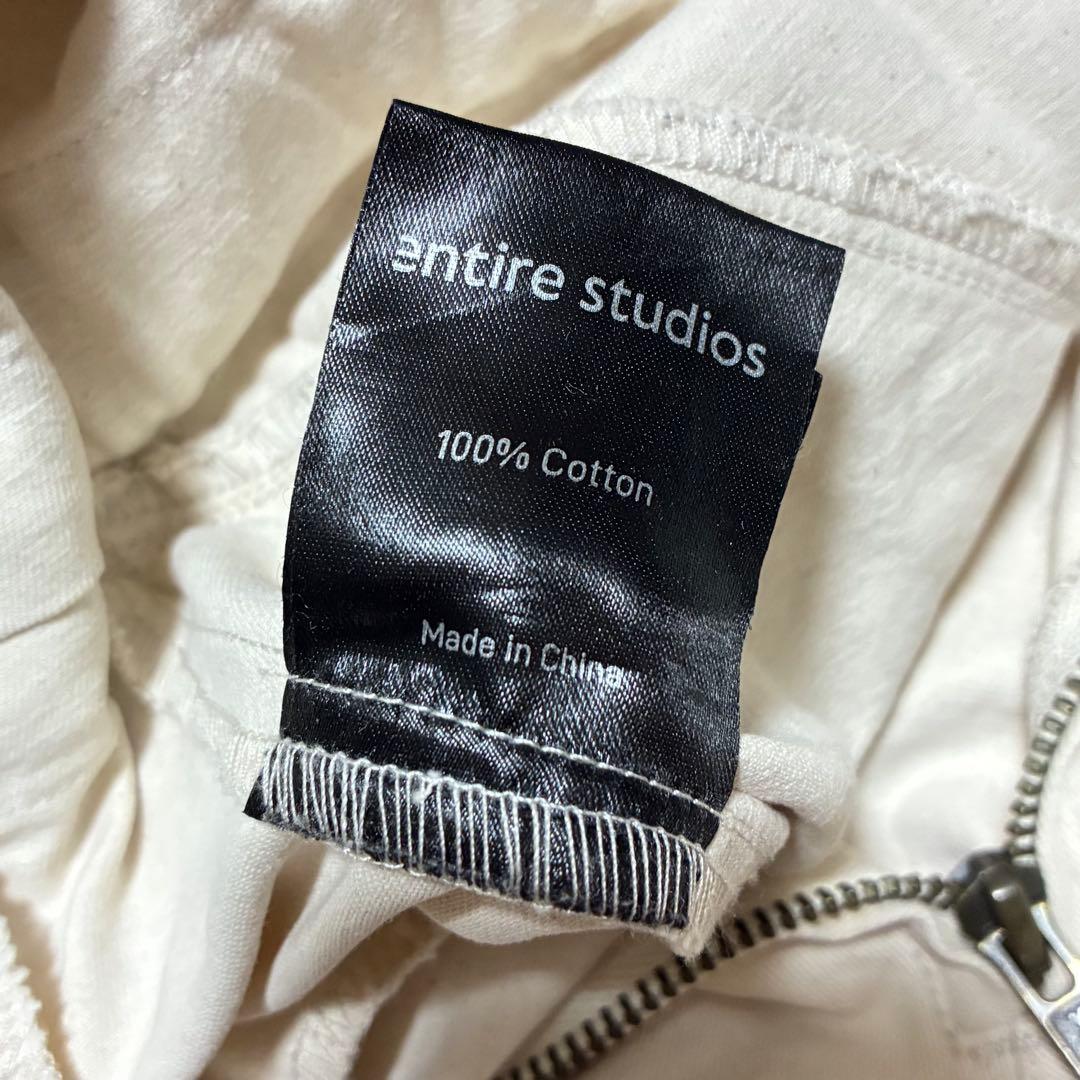 entire studios
100% Cotton
Made in China